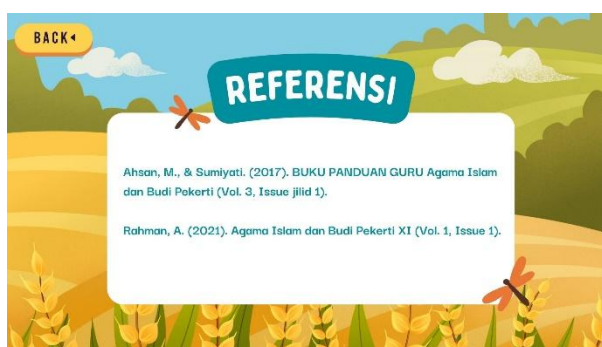 BACK
REFERENSI
Ahsan, M., & Sumiyati. (2017). BUKU PANDUAN GURU Agama Islam
dan Budi Pekerti (Vol. 3, Issue jilid 1).
Rahman, A. (2021). Agama Islam dan Budi Pekerti XI (Vol. 1, Issue 1).